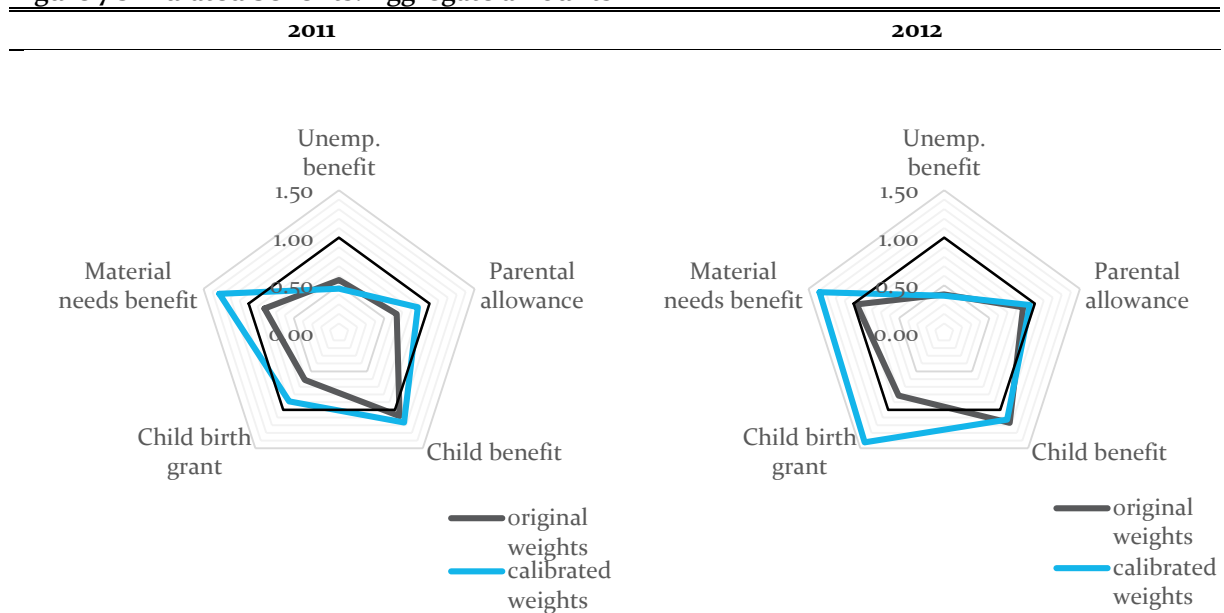 2011
2012
Unemp.
benefit
1.50
1.00
0.50
0.00
Parental
allowance
Child benefit
Child birth
grant
Material
needs benefit
original
weights
calibrated
weights
Unemp.
benefit
1.50
1.00
0.50
0.00
Parental
allowance
Child benefit
Child birth
grant
Material
needs benefit
original
weights
calibrated
weights